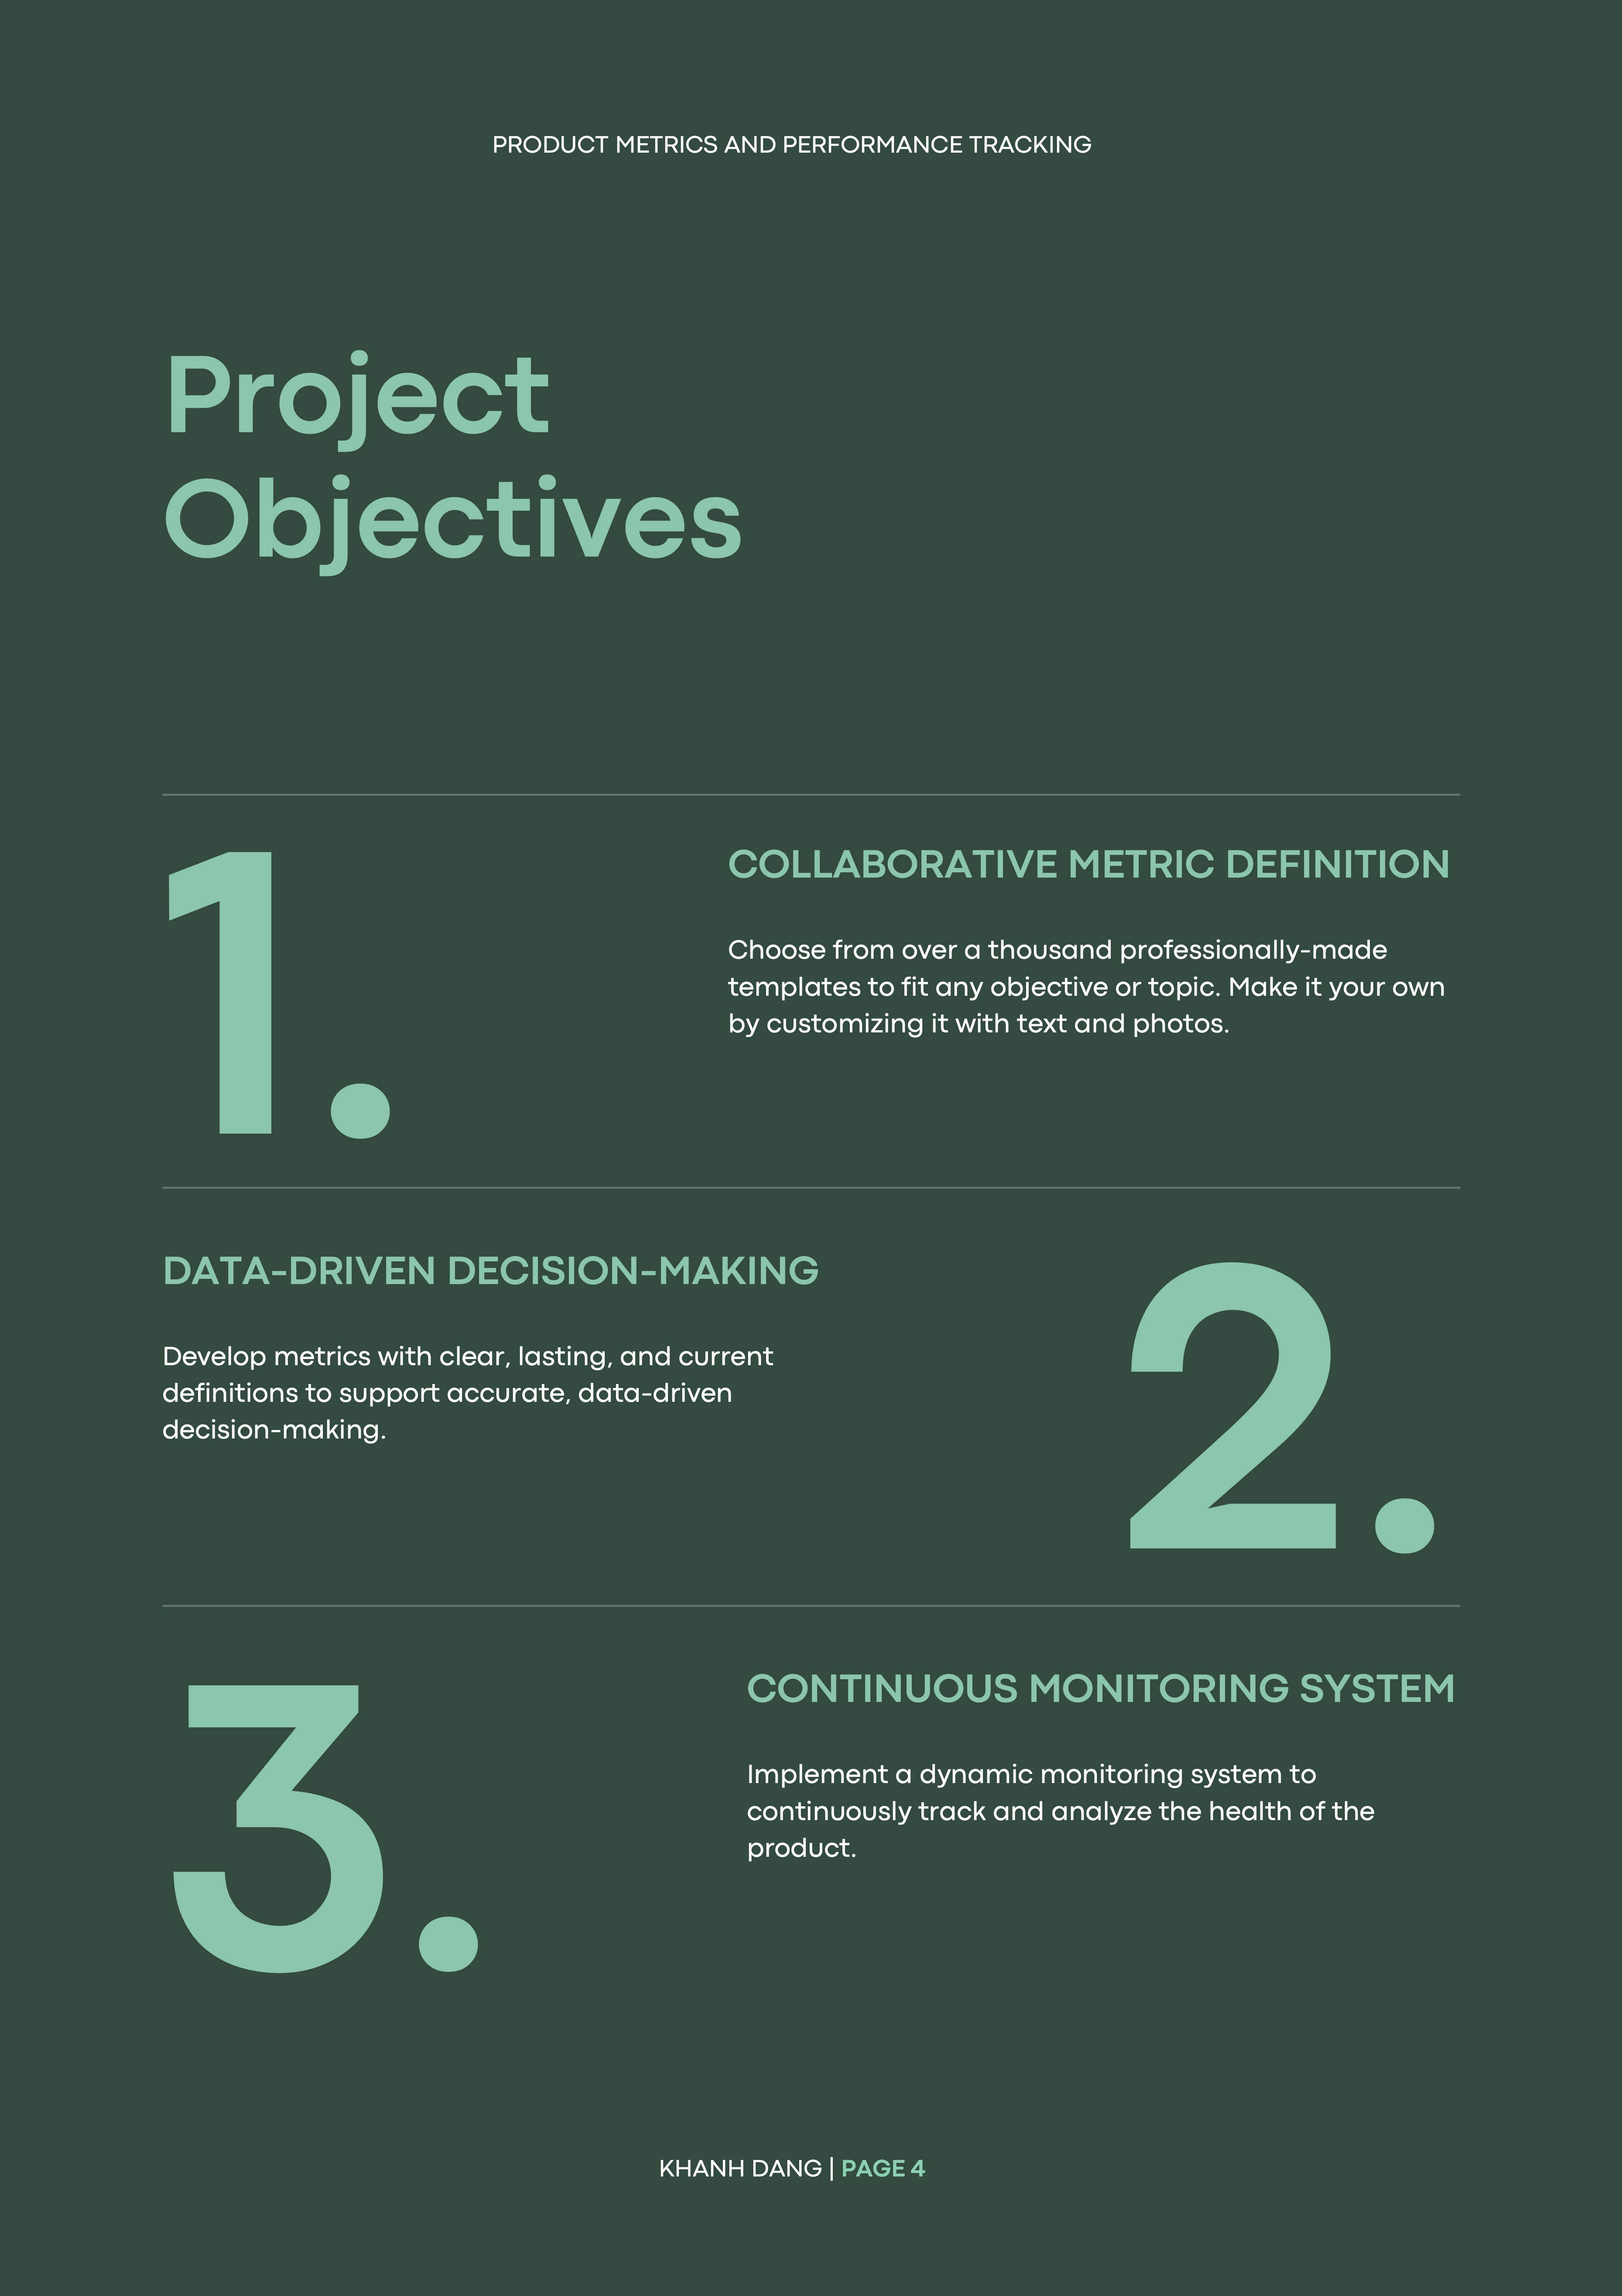 PRODUCT METRICS AND PERFORMANCE TRACKING
Project
Objectives
1.
COLLABORATIVE METRIC DEFINITION
Choose from over a thousand professionally-made
templates to fit any objective or topic. Make it your own
by customizing it with text and photos.
DATA-DRIVEN DECISION-MAKING
Develop metrics with clear, lasting, and current
definitions to support accurate, data-driven
decision-making.
2.
3.
CONTINUOUS MONITORING SYSTEM
Implement a dynamic monitoring system to
continuously track and analyze the health of the
product.
KHANH DANG | PAGE 4